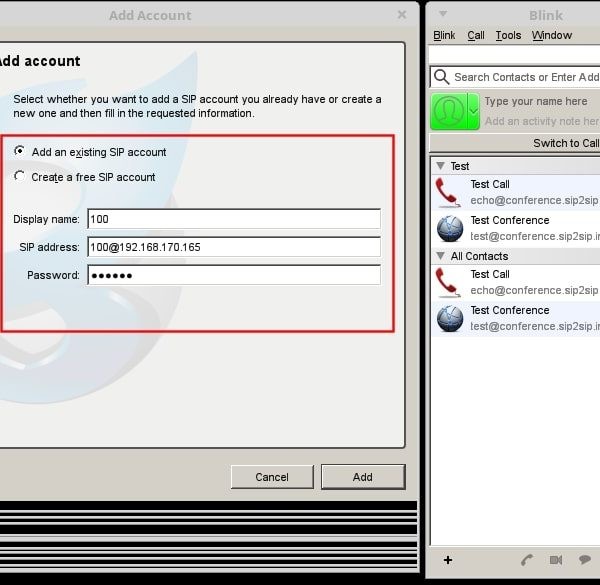 Add Account
Blink
Add account
Select whether you want to add a SIP account you already have or create a
new one and then fill in the requested information.
Add an existing SIP account
Create a free SIP account
Display name: 100
SIP address: 100@192.168.170.165
Password: ●●●●●●
Cancel Add
Blink Call Tools Window
Search Contacts or Enter Add
Type your name here
Add an activity note her
Switch to Call
Test
Test Call
echo@conference.sip2sip
Test Conference
test@conference.sip2sip.in
All Contacts
Test Call
echo@conference.sip2sip
Test Conference
test@conference.sip2sip.in